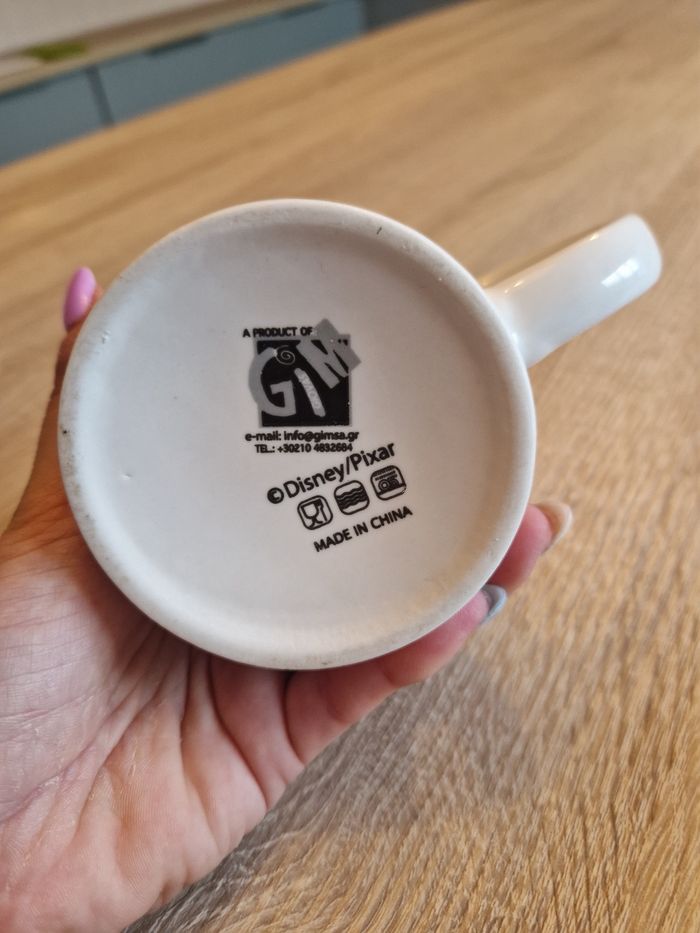 A PRODUCT OF
GiM
e-mail: info@gimsa.gr
TEL.: +30210 4832684
©Disney/Pixar
MADE IN CHINA